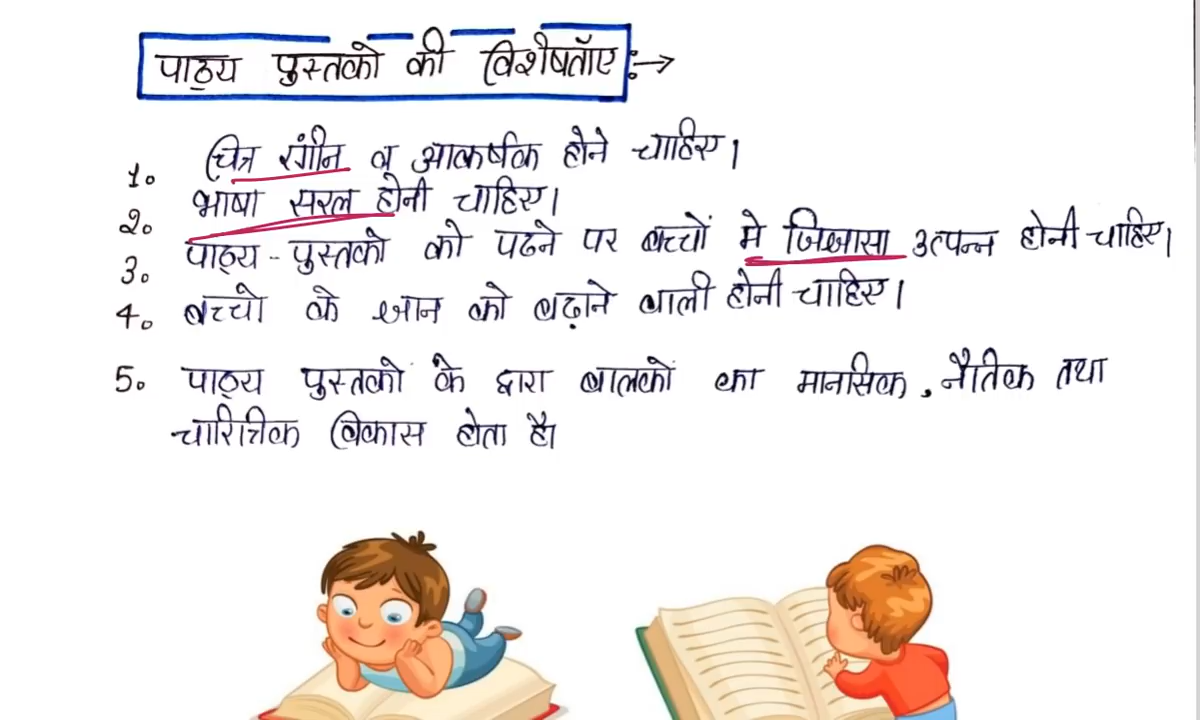 पाठ्य पुस्तको की विशेषताॅए :→
1. चित्र रंगीन व आकर्षक होने चाहिए।
2. भाषा सरल होनी चाहिए।
3. पाठ्य - पुस्तको को पढने पर बच्चों मे जिज्ञासा उत्पन्न होनी चाहिए।
4. बच्चो के ज्ञान को बढ़ाने वाली होनी चाहिए।
5. पाठ्य पुस्तको के द्वारा बालकों का मानसिक , नैतिक तथा
चारित्रिक विकास होता है।